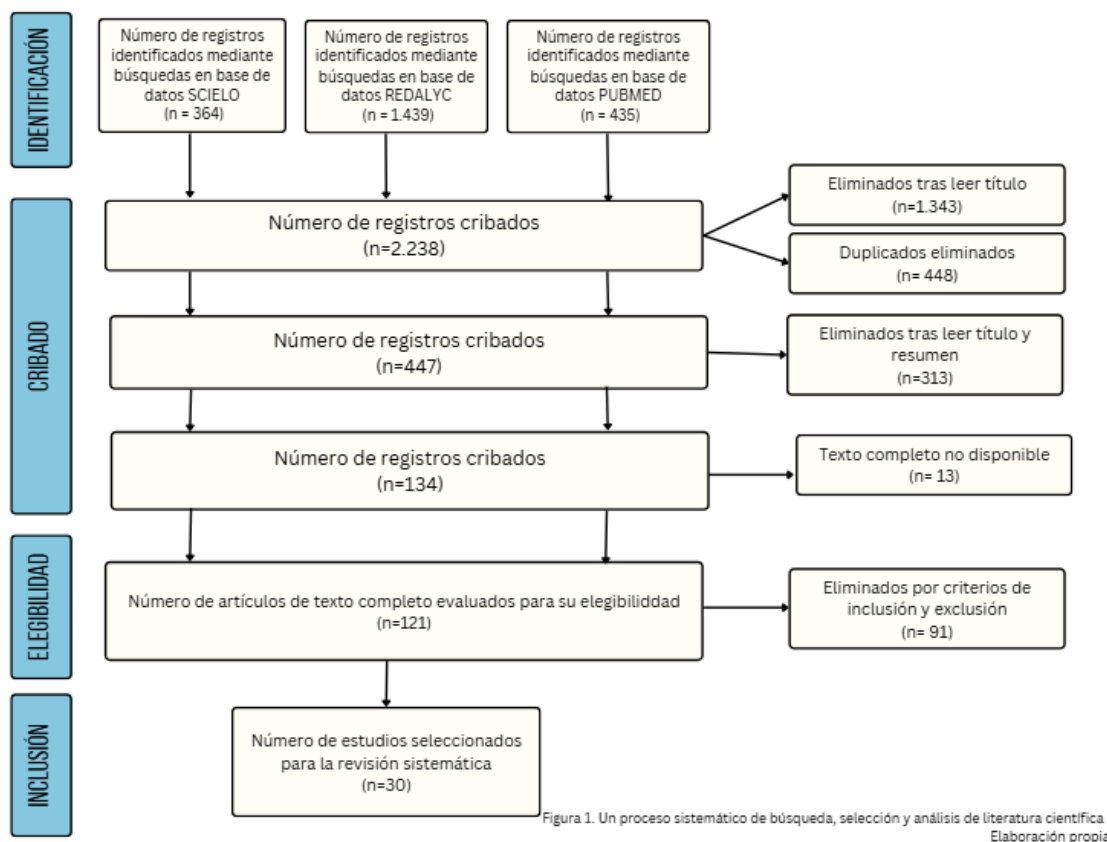 IDENTIFICACIÓN
Número de registros
identificados mediante
búsquedas en base de
datos SCIELO
(n = 364)
Número de registros
identificados mediante
búsquedas en base de
datos REDALYC
(n = 1.439)
Número de registros
identificados mediante
búsquedas en base de
datos PUBMED
(n = 435)
CRIBADO
Número de registros cribados
(n=2.238)
Eliminados tras leer título
(n=1.343)
Duplicados eliminados
(n= 448)
Número de registros cribados
(n=447)
Eliminados tras leer título y
resumen
(n=313)
Número de registros cribados
(n=134)
Texto completo no disponible
(n= 13)
ELEGIBILIDAD
Número de artículos de texto completo evaluados para su elegibiliddad
(n=121)
Eliminados por criterios de
inclusión y exclusión
(n= 91)
INCLUSIÓN
Número de estudios seleccionados
para la revisión sistemática
(n=30)
Figura 1. Un proceso sistemático de búsqueda, selección y análisis de literatura científica
Elaboración propia